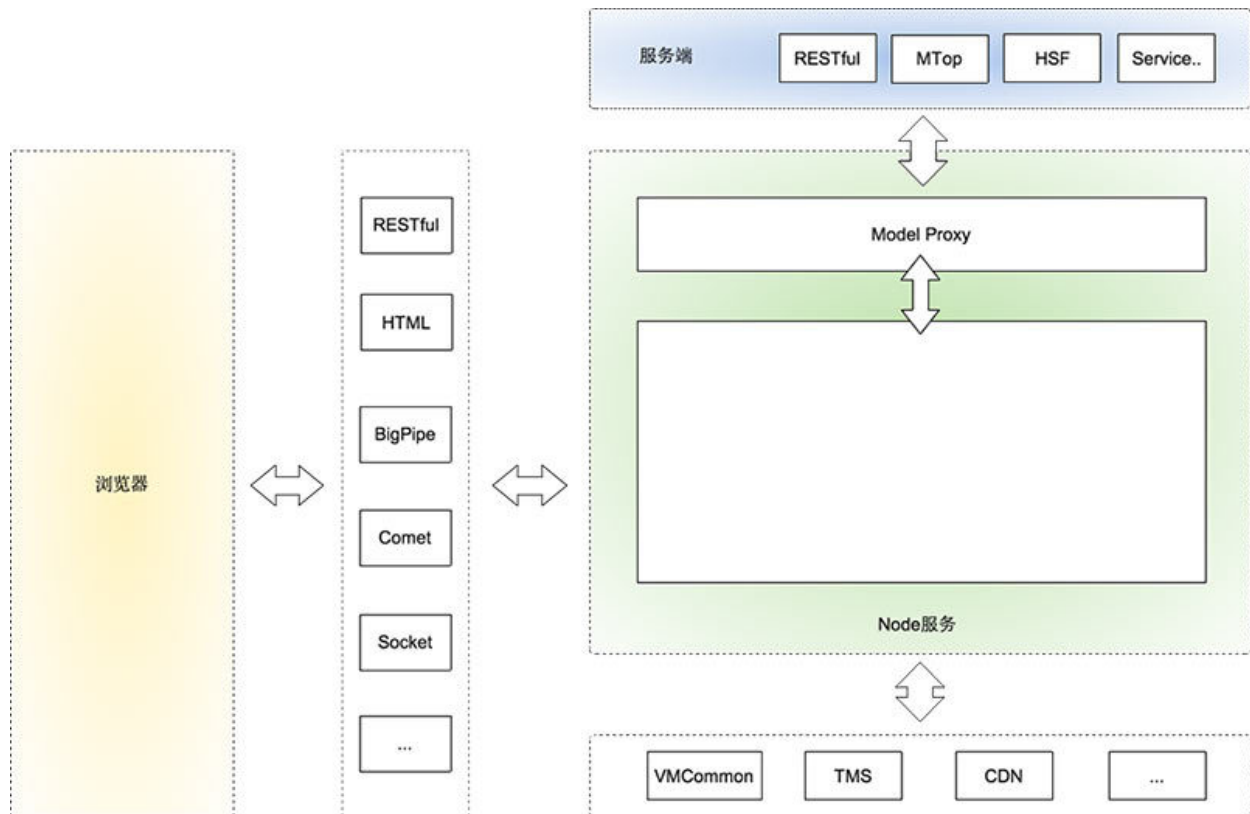 服务端
RESTful
MTop
HSF
Service..
RESTful
HTML
BigPipe
Comet
Socket
...
浏览器
Model Proxy
Node服务
VMCommon
TMS
CDN
...